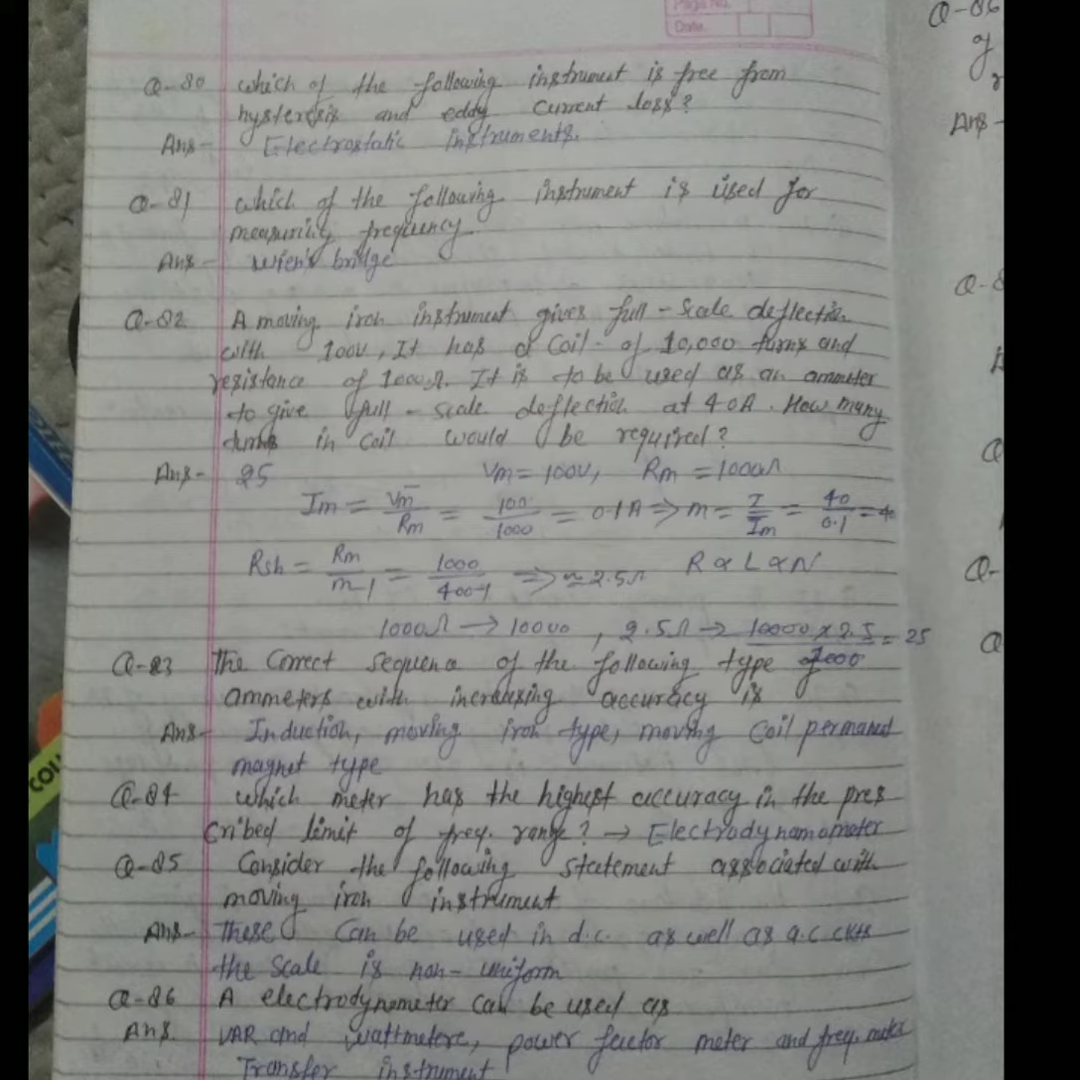 Page No.
Date.
Q-80 which of the following instrument is free from
hysteresis and eddy current loss?
Ans- Electrostatic instruments.
Q-81 which of the following instrument is used for
measuring frequency.
Ans- wien's bridge
Q-82 A moving iron instrument gives full-scale deflection
with 100V, It has a coil of 10,000 turns and
resistance of 1000Ω. It is to be used as an ammeter
to give full-scale deflection at 40A. How many
turns in coil would be required?
Ans- 25 Vm = 100V, Rm = 1000Ω
Im = Vm/Rm = 100/1000 = 0.1A ⇒ m = I/Im = 40/0.1 = 40
Rsh = Rm/m-1 = 1000/400-1 ⇒ ≈ 2.5Ω R ∝ L ∝ N
1000Ω → 10000, 2.5Ω → 10000 x 2.5/1000 = 25
Q-83 The Correct sequence of the following type of
ammeters with increasing accuracy is
Ans- Induction, moving iron type, moving coil permanent
magnet type
Q-84 which meter has the highest accuracy in the pres
cribed limit of freq. range? → Electrodynamometer
Q-85 Consider the following statement associated with
moving iron instrument
Ans- These can be used in d.c. as well as a.c ckts
the scale is non-uniform
Q-86 A electrodynometer can be used as
Ans. VAR and wattmetere, power factor meter and freq. meter
Transfer instrument
Q-86
Ans-